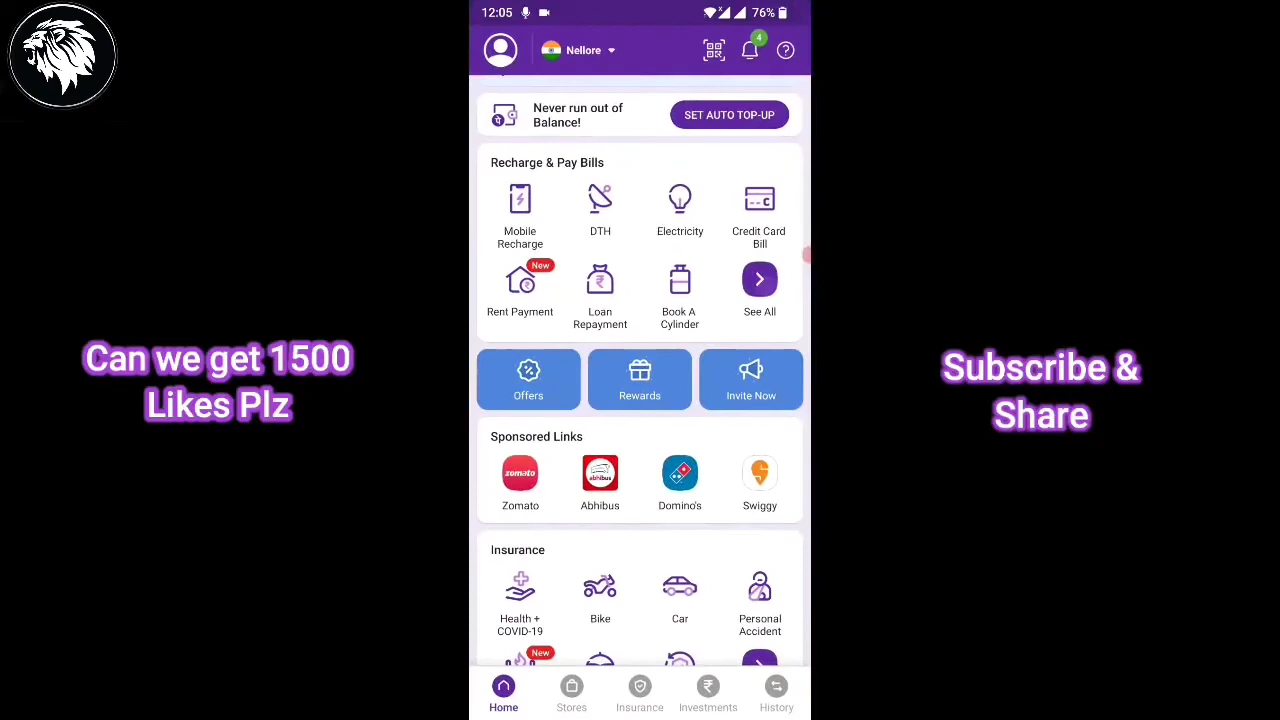 12:05
76%
Nellore
4
Never run out of
Balance!
SET AUTO TOP-UP
Recharge & Pay Bills
Mobile
Recharge
DTH
Electricity
Credit Card
Bill
New
Rent Payment
Loan
Repayment
Book A
Cylinder
See All
Offers
Rewards
Invite Now
Sponsored Links
zomato
abhibus
Zomato
Abhibus
Domino's
Swiggy
Insurance
Health +
COVID-19
Bike
Car
Personal
Accident
New
Home
Stores
Insurance
Investments
History
Can we get 1500
Likes Plz
Subscribe &
Share